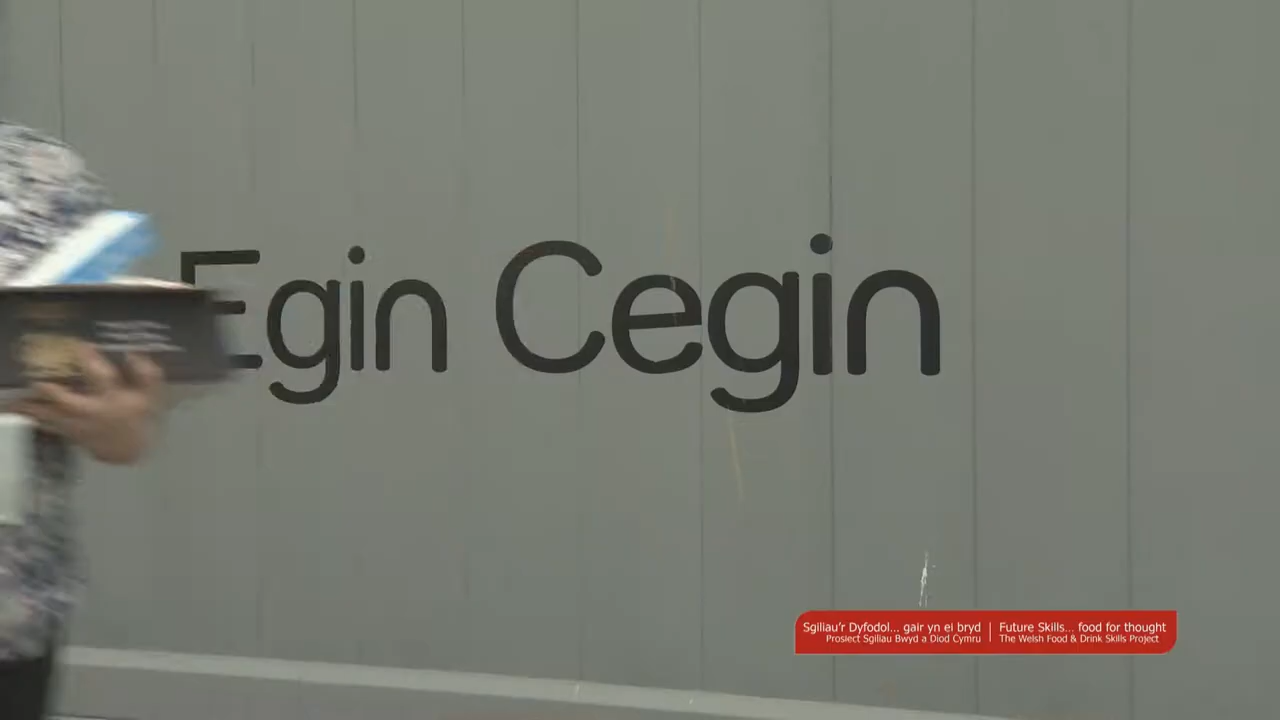 Egin Cegin
Sgiliau'r Dyfodol... gair yn ei bryd
Prosiect Sgiliau Bwyd a Diod Cymru
Future Skills... food for thought
The Welsh Food & Drink Skills Project